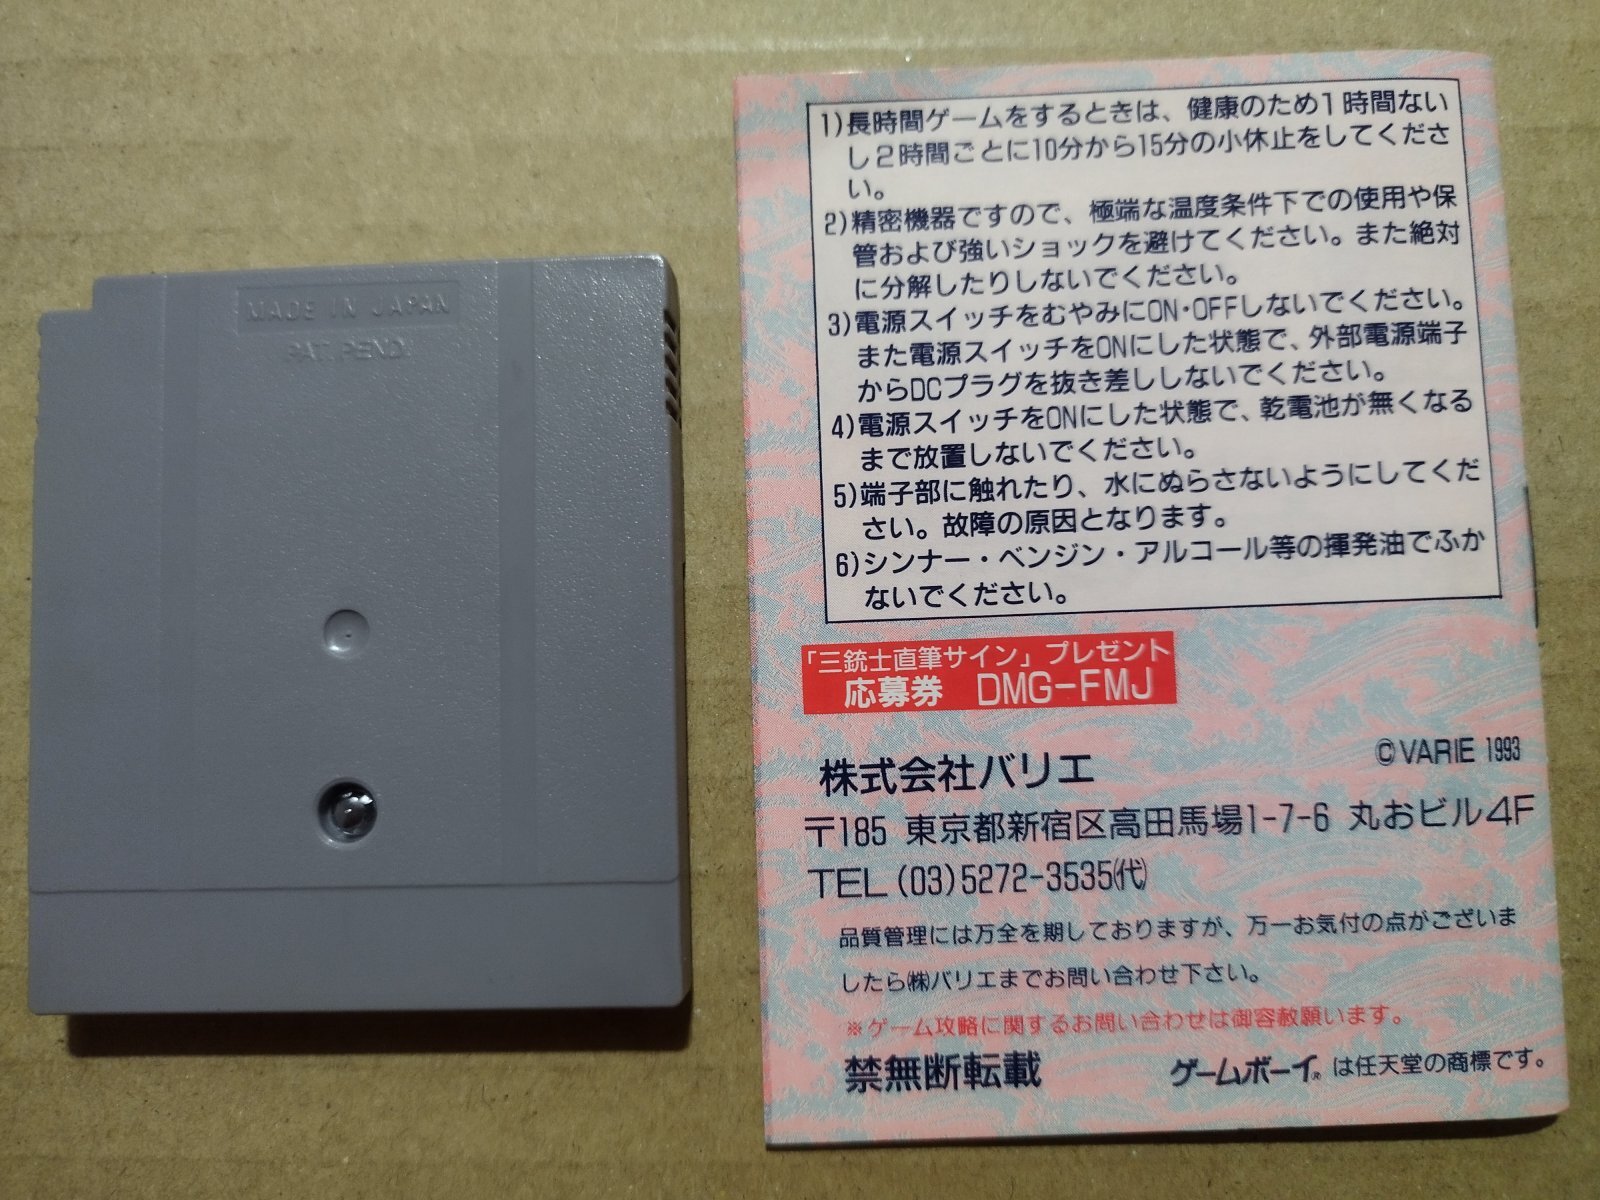 MADE IN JAPAN
PAT PEND
1)長時間ゲームをするときは、健康のため1時間ない
し2時間ごとに10分から15分の小休止をしてくださ
い。
2)精密機器ですので、極端な温度条件下での使用や保
管および強いショックを避けてください。また絶対
に分解したりしないでください。
3)電源スイッチをむやみにON・OFFしないでください。
また電源スイッチをONにした状態で、外部電源端子
からDCプラグを抜き差ししないでください。
4)電源スイッチをONにした状態で、乾電池が無くなる
まで放置しないでください。
5)端子部に触れたり、水にぬらさないようにしてくだ
さい。故障の原因となります。
6)シンナー・ベンジン・アルコール等の揮発油でふか
ないでください。
「三銃士直筆サイン」プレゼント
応募券 DMG-FMJ
©VARIE 1993
株式会社バリエ
〒185 東京都新宿区高田馬場1-7-6 丸おビル4F
TEL(03)5272-3535㈹
品質管理には万全を期しておりますが、万一お気付の点がございま
したら㈱バリエまでお問い合わせ下さい。
※ゲーム攻略に関するお問い合わせは御容赦願います。
禁無断転載
ゲームボーイ® は任天堂の商標です。